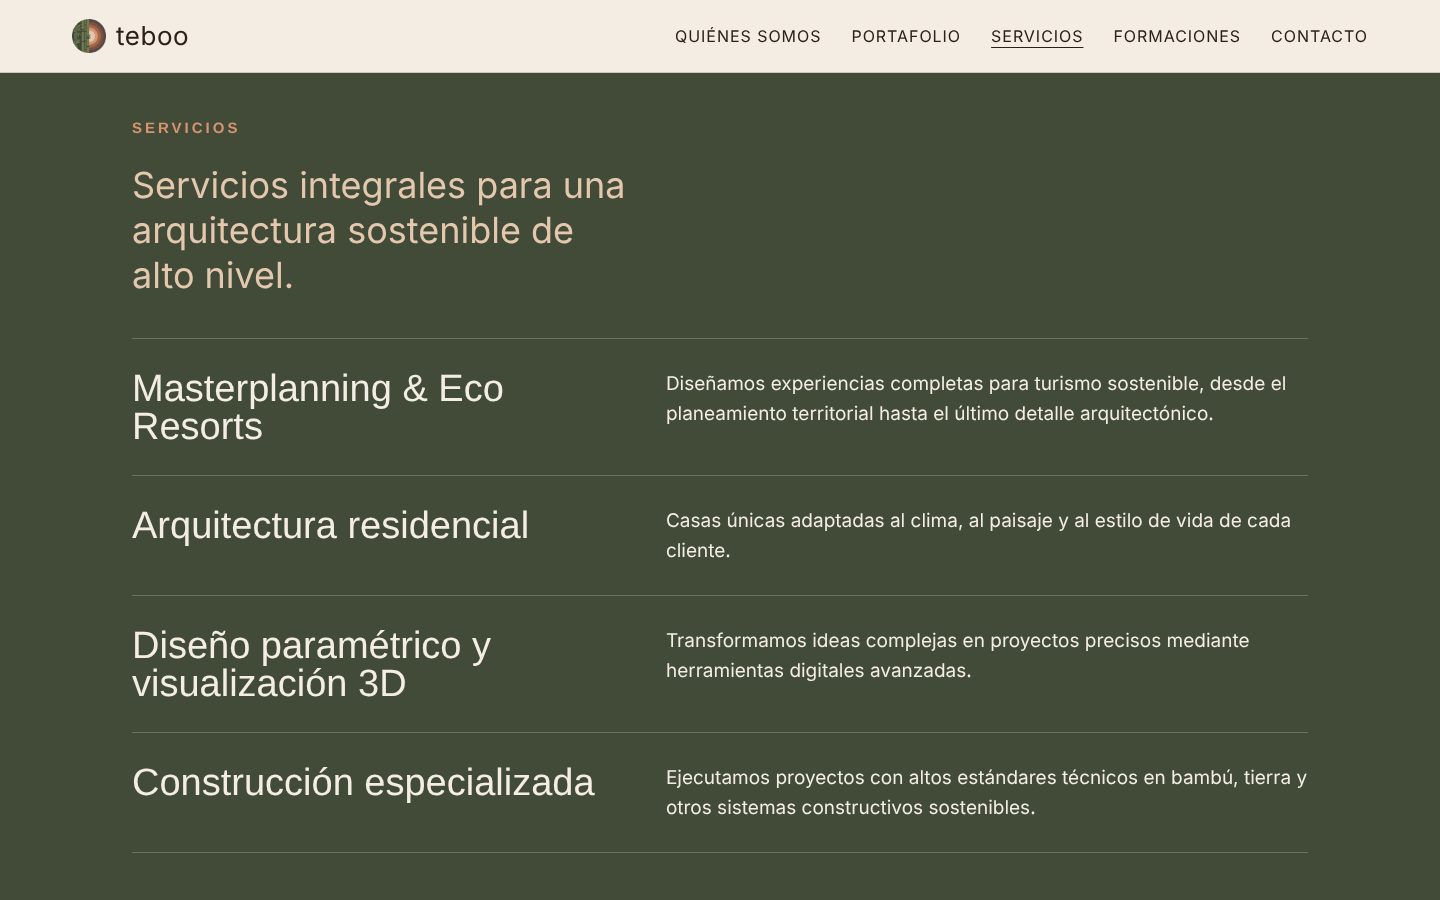 teboo
QUIÉNES SOMOS PORTAFOLIO SERVICIOS FORMACIONES CONTACTO
SERVICIOS
Servicios integrales para una
arquitectura sostenible de
alto nivel.
Masterplanning & Eco
Resorts
Diseñamos experiencias completas para turismo sostenible, desde el
planeamiento territorial hasta el último detalle arquitectónico.
Arquitectura residencial
Casas únicas adaptadas al clima, al paisaje y al estilo de vida de cada
cliente.
Diseño paramétrico y
visualización 3D
Transformamos ideas complejas en proyectos precisos mediante
herramientas digitales avanzadas.
Construcción especializada
Ejecutamos proyectos con altos estándares técnicos en bambú, tierra y
otros sistemas constructivos sostenibles.